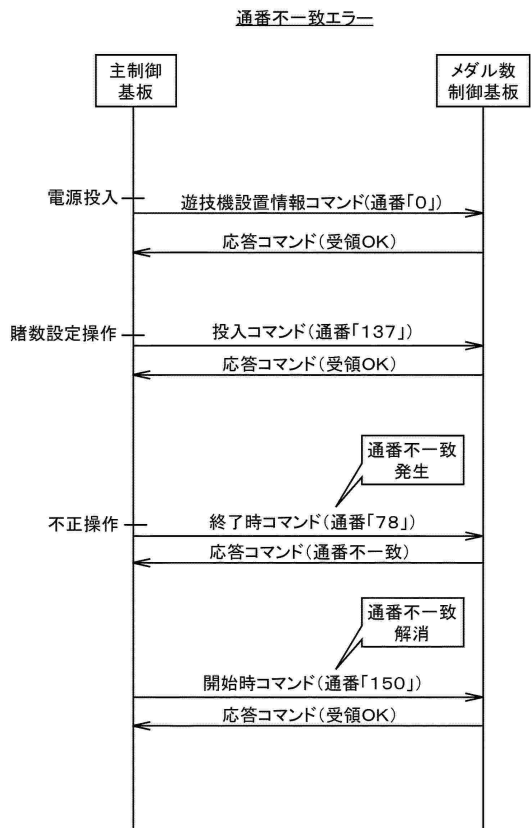 通番不一致エラー
主制御
基板
メダル数
制御基板
電源投入
遊技機設置情報コマンド(通番「0」)
応答コマンド(受領OK)
賭数設定操作
投入コマンド(通番「137」)
応答コマンド(受領OK)
通番不一致
発生
不正操作
終了時コマンド(通番「78」)
応答コマンド(通番不一致)
通番不一致
解消
開始時コマンド(通番「150」)
応答コマンド(受領OK)